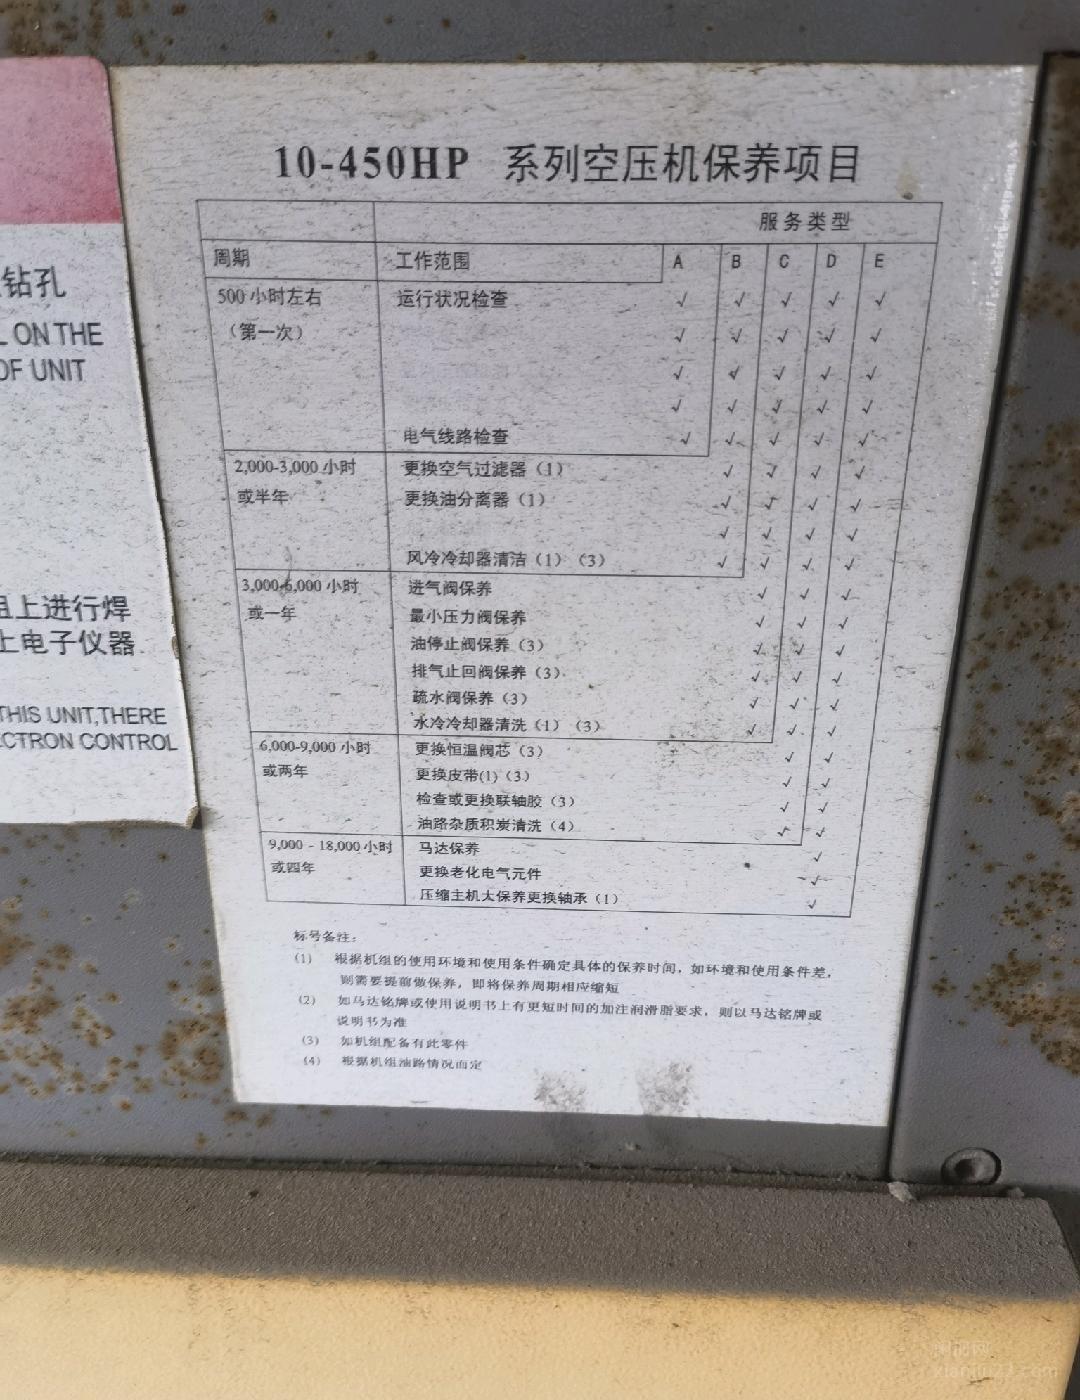 钻孔
L ON THE
OF UNIT
组上进行焊
上电子仪器
THIS UNIT,THERE
ECTRON CONTROL
10-450HP 系列空压机保养项目
服务类型
周期 工作范围 A B C D E
500 小时左右 运行状况检查 ✓ ✓ ✓ ✓ ✓
（第一次） ✓ ✓ ✓ ✓ ✓
✓ ✓ ✓ ✓ ✓
✓ ✓ ✓ ✓ ✓
电气线路检查 ✓ ✓ ✓ ✓ ✓
2,000-3,000 小时 更换空气过滤器（1） ✓ ✓ ✓ ✓
或半年 更换油分离器（1） ✓ ✓ ✓ ✓
✓ ✓ ✓ ✓
风冷冷却器清洁（1）（3） ✓ ✓ ✓ ✓
3,000-6,000 小时 进气阀保养 ✓ ✓ ✓
或一年 最小压力阀保养 ✓ ✓ ✓
油停止阀保养（3） ✓ ✓ ✓
排气止回阀保养（3） ✓ ✓ ✓
疏水阀保养（3） ✓ ✓ ✓
水冷冷却器清洗（1）（3） ✓ ✓ ✓
6,000-9,000 小时 更换恒温阀芯（3） ✓ ✓
或两年 更换皮带(1)（3） ✓ ✓
检查或更换联轴胶（3） ✓ ✓
油路杂质积炭清洗（4） ✓ ✓
9,000 - 18,000 小时 马达保养 ✓
或四年 更换老化电气元件 ✓
压缩主机大保养更换轴承（1） ✓
标号备注：
（1） 根据机组的使用环境和使用条件确定具体的保养时间，如环境和使用条件差，
则需要提前做保养，即将保养周期相应缩短
（2） 如马达铭牌或使用说明书上有更短时间的加注润滑脂要求，则以马达铭牌或
说明书为准
（3） 如机组配备有此零件
（4） 根据机组油路情况而定